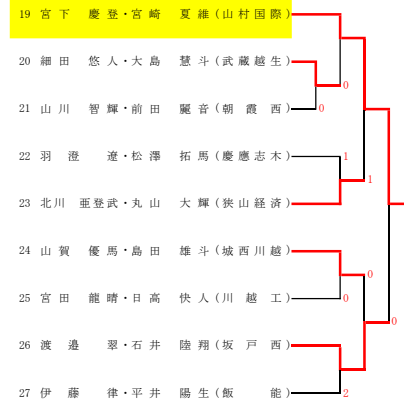 19 宮下 慶登・宮崎 夏維(山村国際)
20 細田 悠人・大島 慧斗(武蔵越生)
0
21 山川 智輝・前田 麗音(朝霞西)
0
22 羽澄 遼・松澤 拓馬(慶應志木)
1
1
23 北川 亜登武・丸山 大輝(狭山経済)
24 山賀 優馬・島田 雄斗(城西川越)
0
25 宮田 龍晴・日高 快人(川越工)
0
0
26 渡邉 翠・石井 陸翔(坂戸西)
27 伊藤 律・平井 陽生(飯能)
2